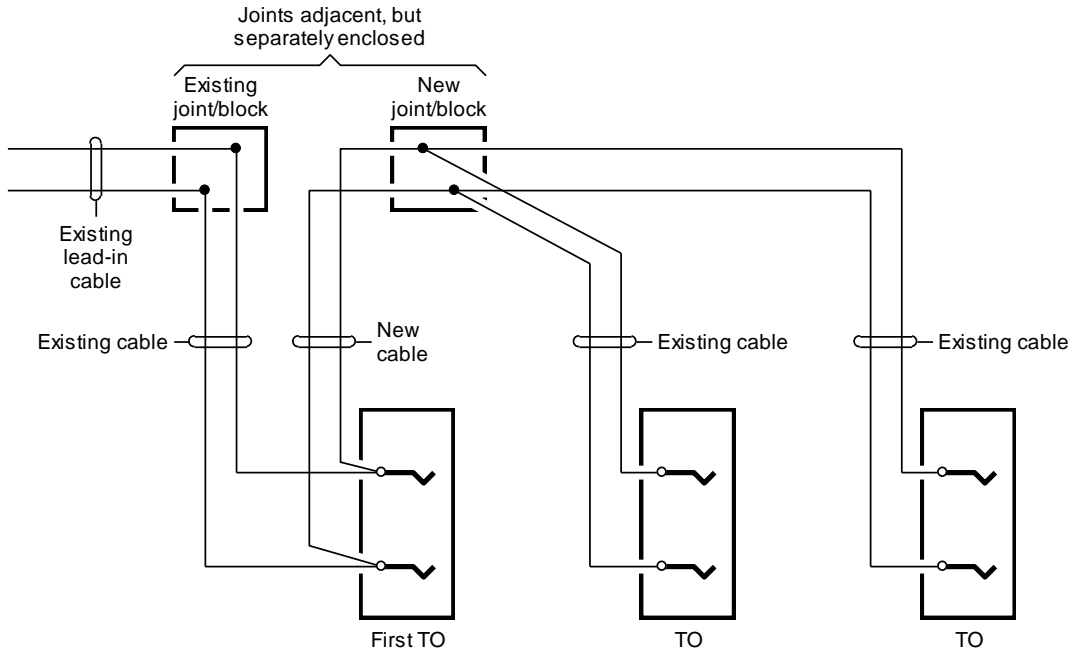 Joints adjacent, but
separately enclosed
Existing
joint/block
New
joint/block
Existing
lead-in
cable
Existing cable
New
cable
Existing cable
Existing cable
First TO
TO
TO